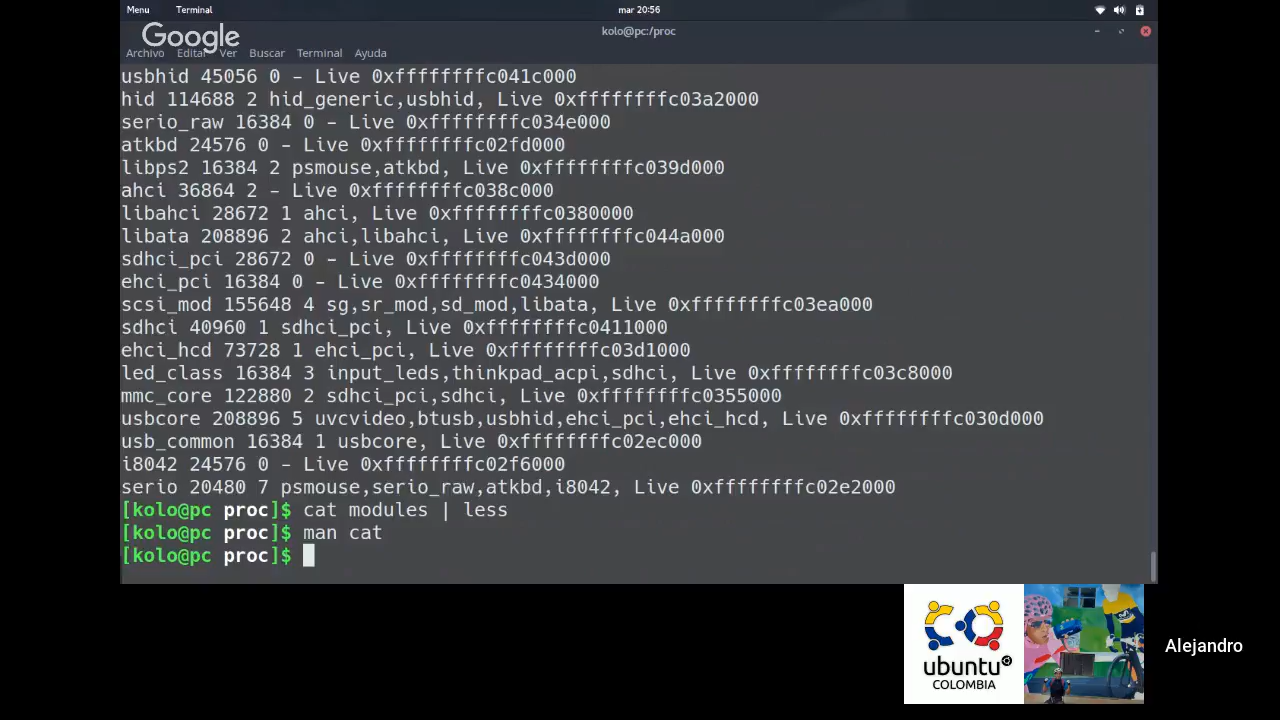 Menu Terminal mar 20:56
Google kolo@pc:/proc
Archivo Editar Ver Buscar Terminal Ayuda
usbhid 45056 0 - Live 0xffffffffc041c000
hid 114688 2 hid_generic,usbhid, Live 0xffffffffc03a2000
serio_raw 16384 0 - Live 0xffffffffc034e000
atkbd 24576 0 - Live 0xffffffffc02fd000
libps2 16384 2 psmouse,atkbd, Live 0xffffffffc039d000
ahci 36864 2 - Live 0xffffffffc038c000
libahci 28672 1 ahci, Live 0xffffffffc0380000
libata 208896 2 ahci,libahci, Live 0xffffffffc044a000
sdhci_pci 28672 0 - Live 0xffffffffc043d000
ehci_pci 16384 0 - Live 0xffffffffc0434000
scsi_mod 155648 4 sg,sr_mod,sd_mod,libata, Live 0xffffffffc03ea000
sdhci 40960 1 sdhci_pci, Live 0xffffffffc0411000
ehci_hcd 73728 1 ehci_pci, Live 0xffffffffc03d1000
led_class 16384 3 input_leds,thinkpad_acpi,sdhci, Live 0xffffffffc03c8000
mmc_core 122880 2 sdhci_pci,sdhci, Live 0xffffffffc0355000
usbcore 208896 5 uvcvideo,btusb,usbhid,ehci_pci,ehci_hcd, Live 0xffffffffc030d000
usb_common 16384 1 usbcore, Live 0xffffffffc02ec000
i8042 24576 0 - Live 0xffffffffc02f6000
serio 20480 7 psmouse,serio_raw,atkbd,i8042, Live 0xffffffffc02e2000
[kolo@pc proc]$ cat modules | less
[kolo@pc proc]$ man cat
[kolo@pc proc]$
ubuntu
COLOMBIA
Alejandro